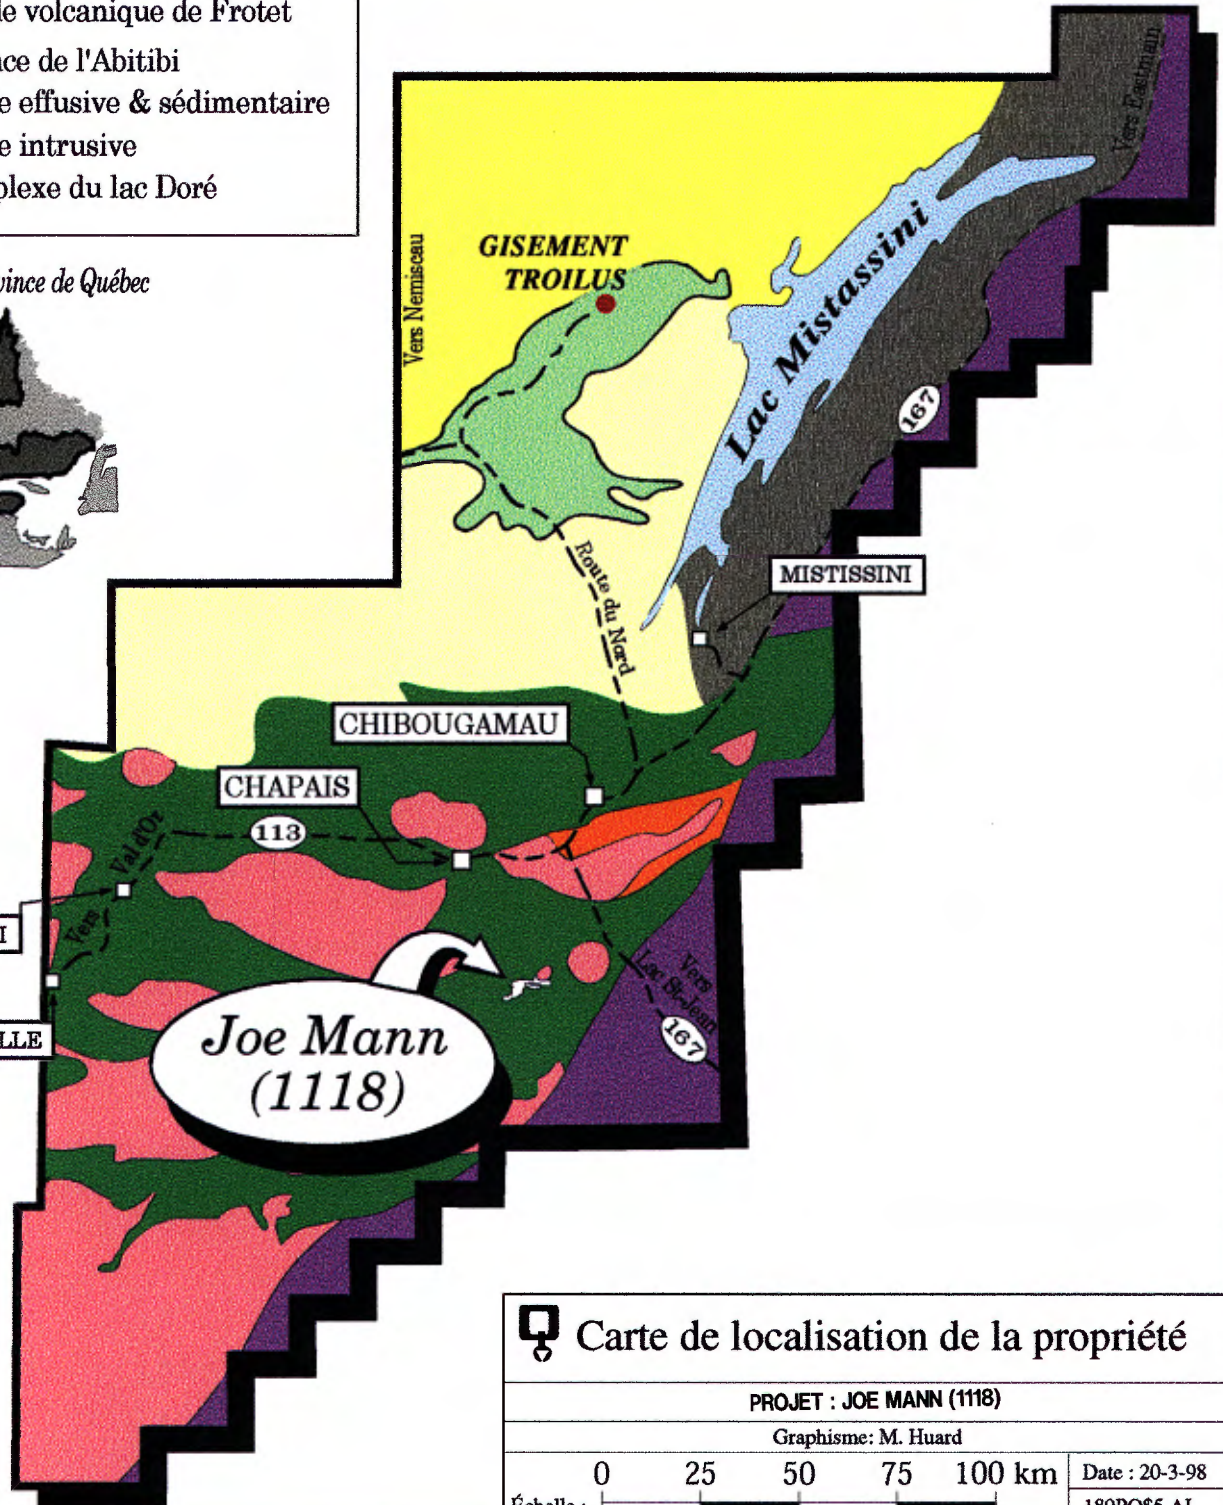 le volcanique de Frotet
ce de l'Abitibi
e effusive & sédimentaire
e intrusive
plexe du lac Doré
vince de Québec
Vers Eastmain
Vers Nemiscau
GISEMENT
TROILUS
Lac Mistassini
167
Route du Nord
MISTISSINI
CHIBOUGAMAU
CHAPAIS
113
Vers Val d'Or
I
LLE
Vers
Lac St-Jean
167
Joe Mann
(1118)
Carte de localisation de la propriété
PROJET : JOE MANN (1118)
Graphisme: M. Huard
0 25 50 75 100 km
Date : 20-3-98
Échelle :